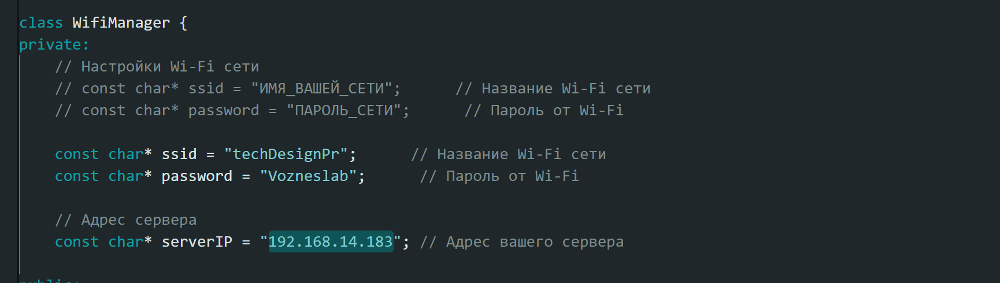 class WifiManager {
private:
// Настройки Wi-Fi сети
// const char* ssid = "ИМЯ_ВАШЕЙ_СЕТИ";      // Название Wi-Fi сети
// const char* password = "ПАРОЛЬ_СЕТИ";      // Пароль от Wi-Fi
const char* ssid = "techDesignPr";      // Название Wi-Fi сети
const char* password = "Vozneslab";      // Пароль от Wi-Fi
// Адрес сервера
const char* serverIP = "192.168.14.183"; // Адрес вашего сервера